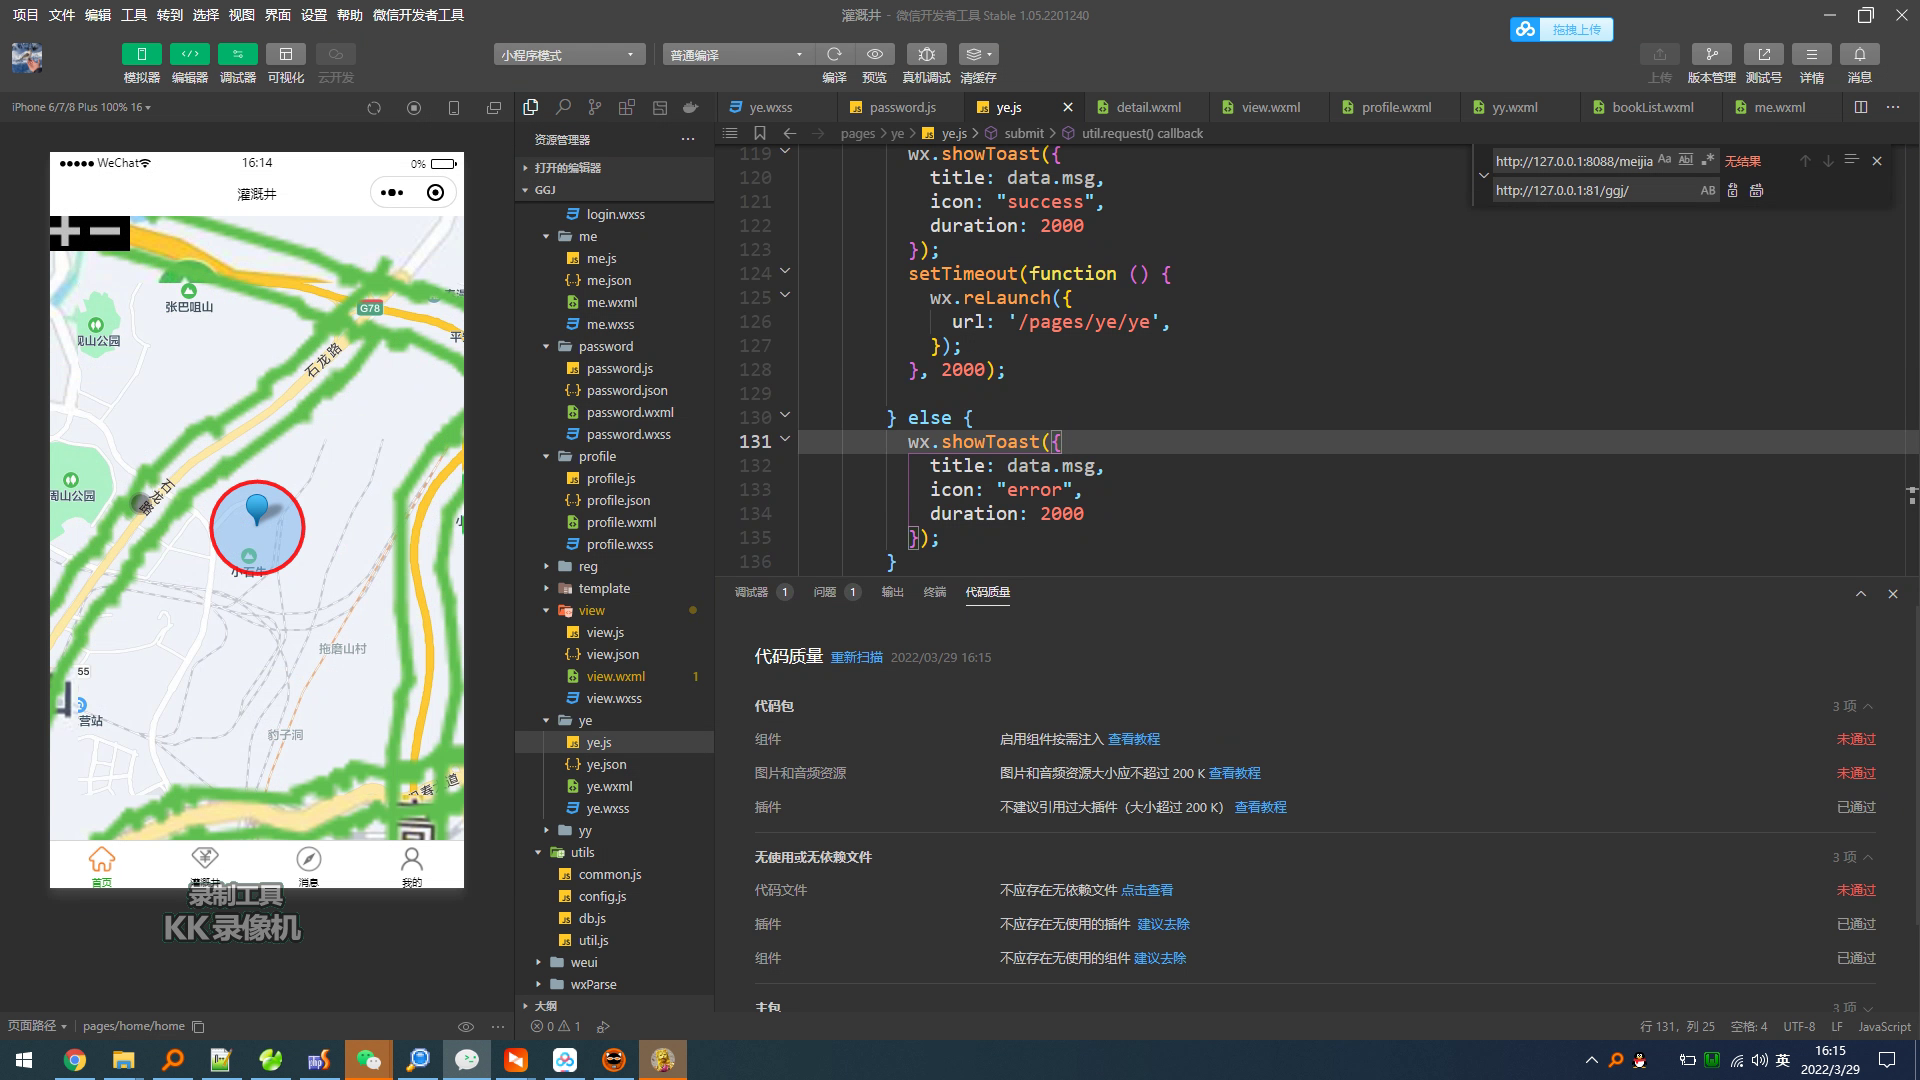 项目 文件 编辑 工具 转到 选择 视图 界面 设置 帮助 微信开发者工具
灌溉井 - 微信开发者工具 Stable 1.05.2201240
拖拽上传
模拟器 编辑器 调试器 可视化 云开发
小程序模式 普通编译
编译 预览 真机调试 清缓存
上传 版本管理 测试号 详情 消息
iPhone 6/7/8 Plus 100% 16
WeChat 16:14 0%
灌溉井
张巴咀山
G78
石龙路
石龙路
周山公园
小石牛
拖磨山村
55
营站
豹子洞
首页 灌溉井 消息 我的
录制工具
KK录像机
页面路径 pages/home/home
资源管理器
打开的编辑器
GGJ
login.wxss
me
me.js
me.json
me.wxml
me.wxss
password
password.js
password.json
password.wxml
password.wxss
profile
profile.js
profile.json
profile.wxml
profile.wxss
reg
template
view
view.js
view.json
view.wxml 1
view.wxss
ye
ye.js
ye.json
ye.wxml
ye.wxss
yy
utils
common.js
config.js
db.js
util.js
weui
wxParse
大纲
0 1
ye.wxss password.js ye.js detail.wxml view.wxml profile.wxml yy.wxml bookList.wxml me.wxml
pages > ye > ye.js > submit > util.request() callback
http://127.0.0.1:8088/meijia Aa Abl .* 无结果
http://127.0.0.1:81/ggj/ AB
119 wx.showToast({
120 title: data.msg,
121 icon: "success",
122 duration: 2000
123 });
124 setTimeout(function () {
125 wx.reLaunch({
126 url: '/pages/ye/ye',
127 });
128 }, 2000);
129
130 } else {
131 wx.showToast({
132 title: data.msg,
133 icon: "error",
134 duration: 2000
135 });
136 }
调试器 1 问题 1 输出 终端 代码质量
代码质量 重新扫描 2022/03/29 16:15
代码包 3 项
组件 启用组件按需注入 查看教程 未通过
图片和音频资源 图片和音频资源大小应不超过 200 K 查看教程 未通过
插件 不建议引用过大插件（大小超过 200 K） 查看教程 已通过
无使用或无依赖文件 3 项
代码文件 不应存在无依赖文件 点击查看 未通过
插件 不应存在无使用的插件 建议去除 已通过
组件 不应存在无使用的组件 建议去除 已通过
主包 3 项
行 131，列 25 空格: 4 UTF-8 LF JavaScript
英 16:15
2022/3/29